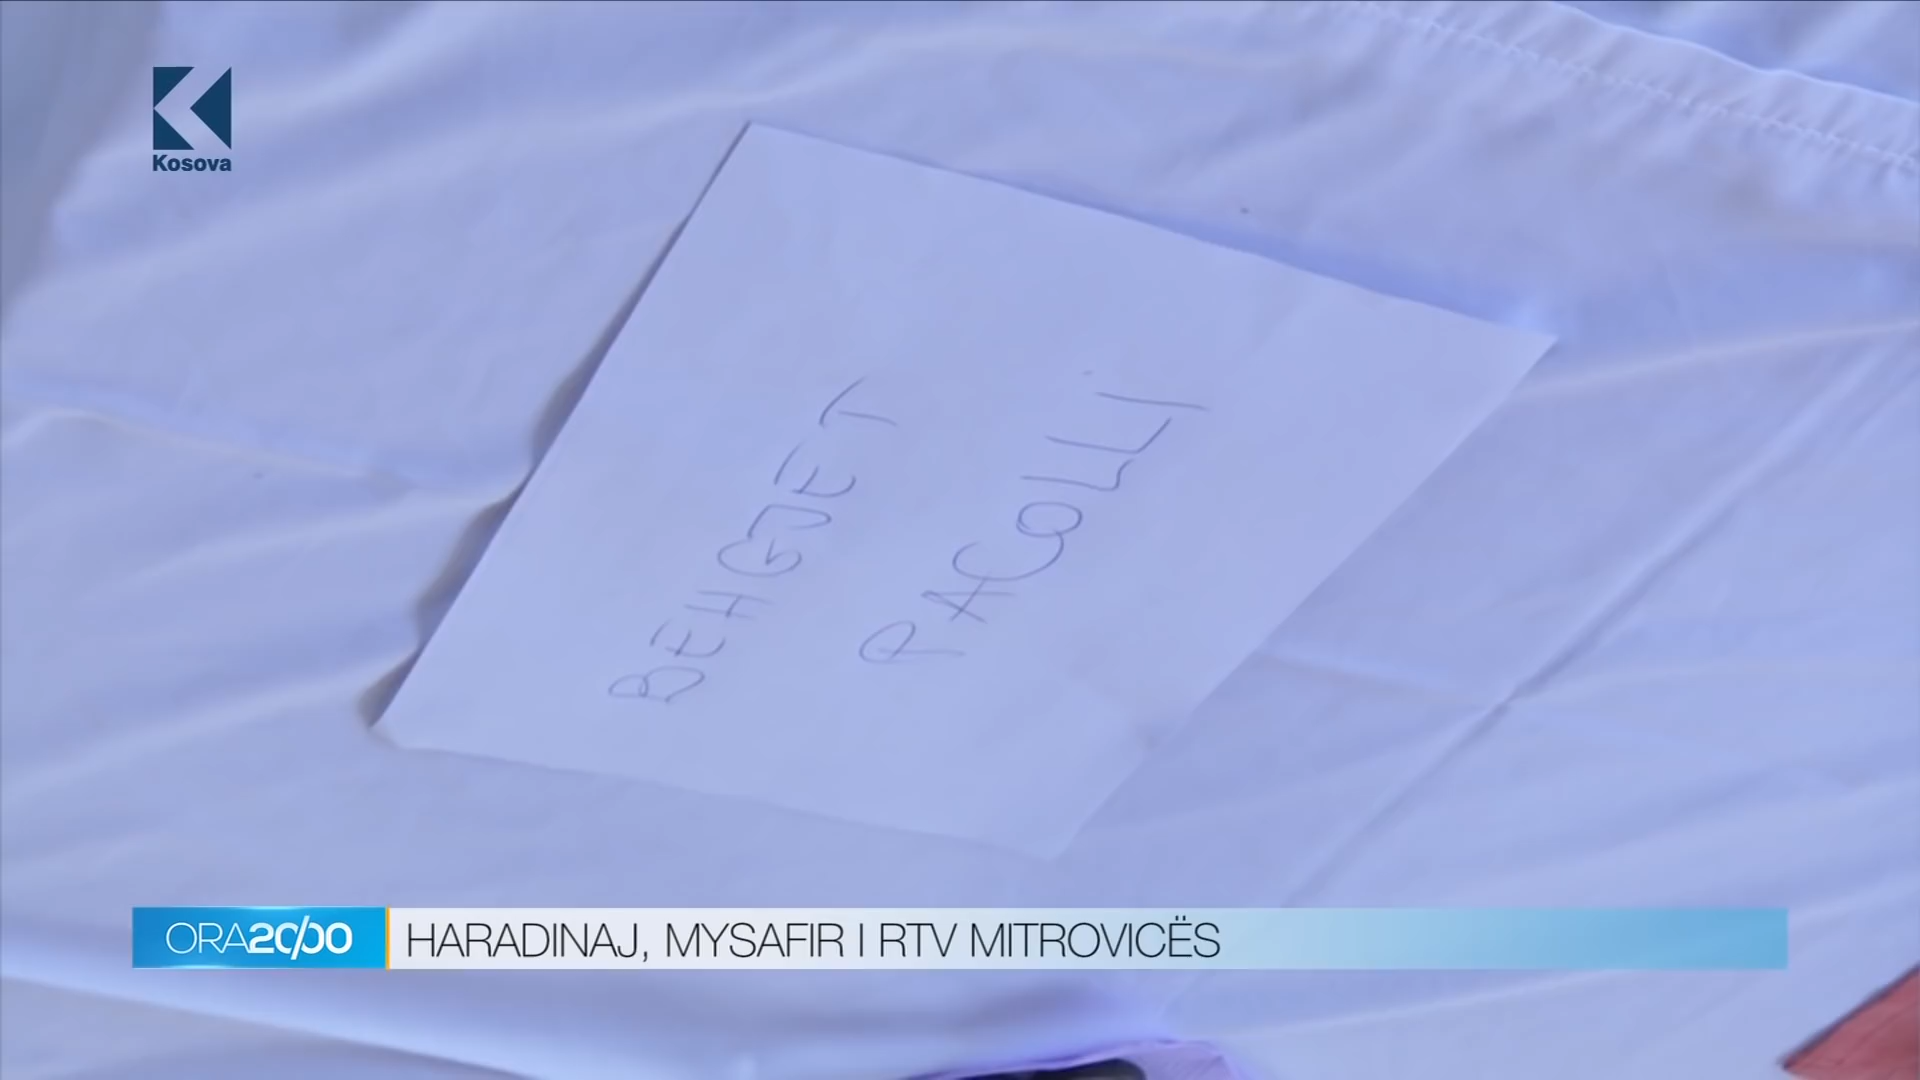 Kosova
BEHGJET
PACOLLI
ORA20/00 HARADINAJ, MYSAFIR I RTV MITROVICËS